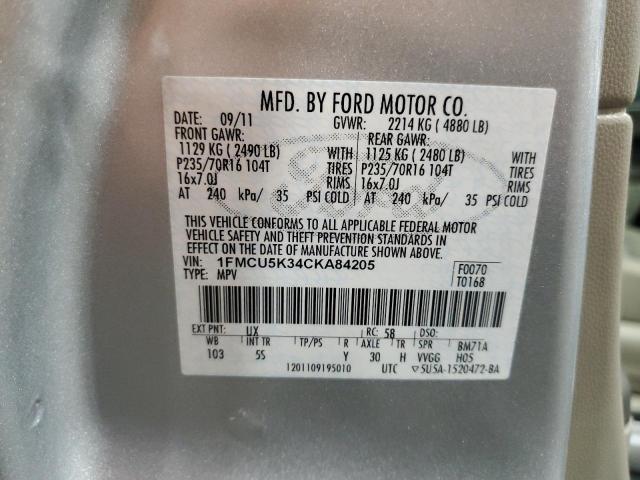 MFD. BY FORD MOTOR CO.
DATE: 09/11 GVWR: 2214 KG ( 4880 LB)
FRONT GAWR: REAR GAWR:
1129 KG ( 2490 LB) WITH 1125 KG ( 2480 LB) WITH
P235/70R16 104T TIRES P235/70R16 104T TIRES
16x7.0J RIMS 16x7.0J RIMS
AT 240 kPa/ 35 PSI COLD AT 240 kPa/ 35 PSI COLD
THIS VEHICLE CONFORMS TO ALL APPLICABLE FEDERAL MOTOR
VEHICLE SAFETY AND THEFT PREVENTION STANDARDS IN
EFFECT ON THE DATE OF MANUFACTURE SHOWN ABOVE.
VIN: 1FMCU5K34CKA84205 F0070
TYPE: MPV T0168
EXT PNT: UX RC: 58 DSO:
WB INT TR TP/PS R AXLE TR SPR BM71A
103 5S Y 30 H VVGG H05
1201109195010 UTC ▽5U5A-1520472-BA
Ford